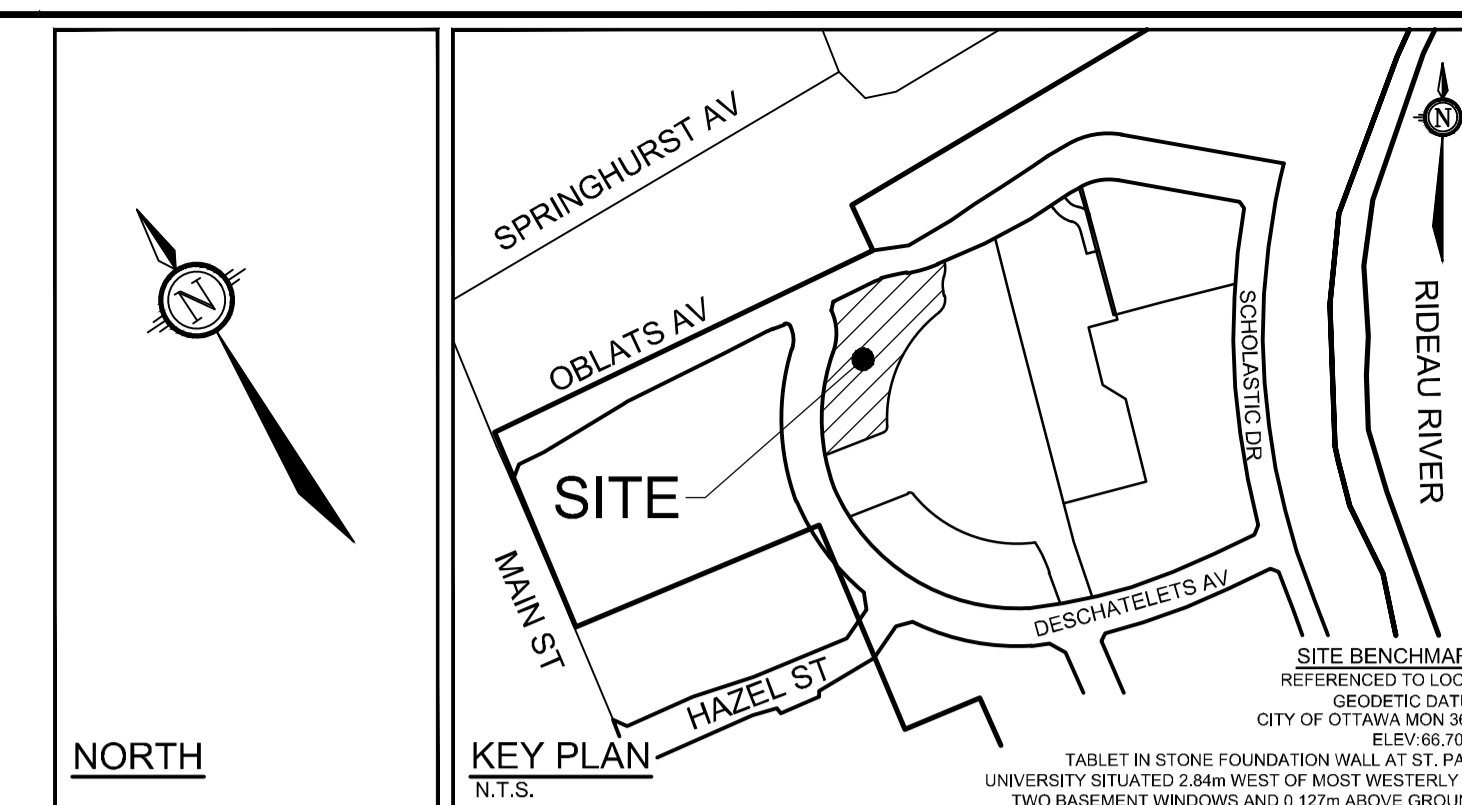 N
NORTH
SPRINGHURST AV
OBLATS AV
SITE
MAIN ST
HAZEL ST
DESCHATELETS AV
SCHOLASTIC DR
RIDEAU RIVER
N
KEY PLAN
N.T.S.
SITE BENCHMAR
REFERENCED TO LOC
GEODETIC DAT
CITY OF OTTAWA MON 36
ELEV:66.70
TABLET IN STONE FOUNDATION WALL AT ST. PA
UNIVERSITY SITUATED 2.84m WEST OF MOST WESTERLY
TWO BASEMENT WINDOWS AND 0.127m ABOVE GROUN